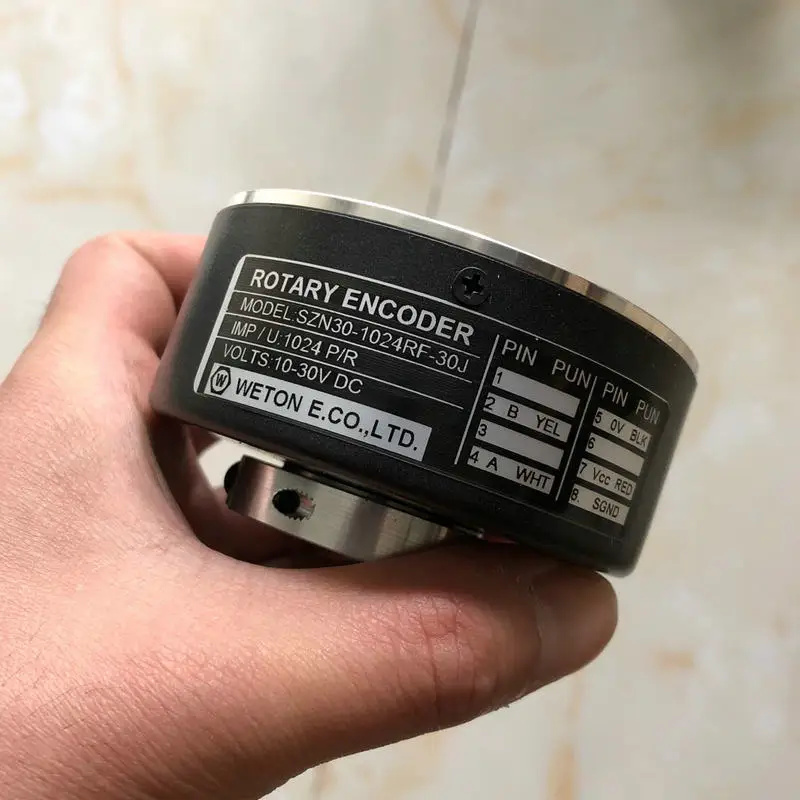 ROTARY ENCODER
MODEL:SZN30-1024RF-30J
IMP / U:1024 P/R
VOLTS:10-30V DC
W WETON E.CO.,LTD.
PIN PUN
1
2 B YEL
3
4 A WHT
PIN PUN
5 0V BLK
6
7 Vcc RED
8. SGND